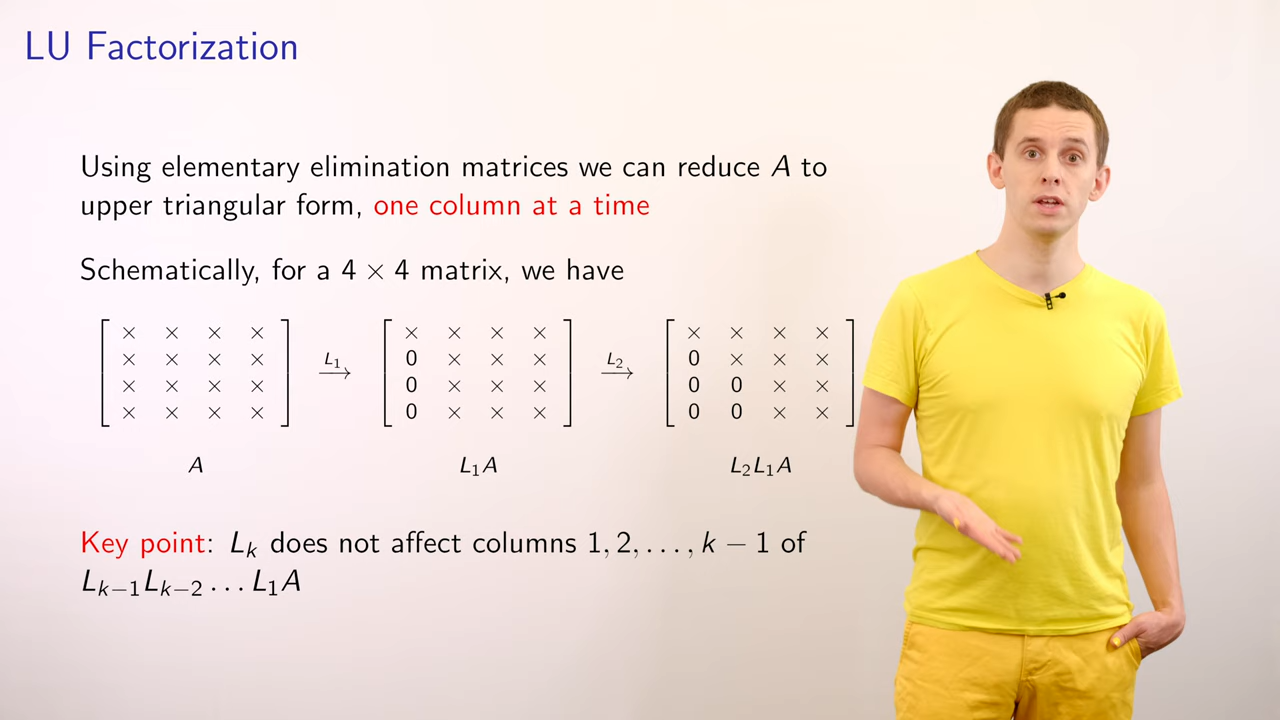 LU Factorization
Using elementary elimination matrices we can reduce A to
upper triangular form, one column at a time
Schematically, for a 4 × 4 matrix, we have
× × × × L₁ × × × × L₂ × × × ×
× × × × ⟶ 0 × × × ⟶ 0 × × ×
× × × × 0 × × × 0 0 × ×
× × × × 0 × × × 0 0 × ×
A L₁A L₂L₁A
Key point: Lₖ does not affect columns 1, 2, . . . , k − 1 of
Lₖ₋₁Lₖ₋₂ . . . L₁A